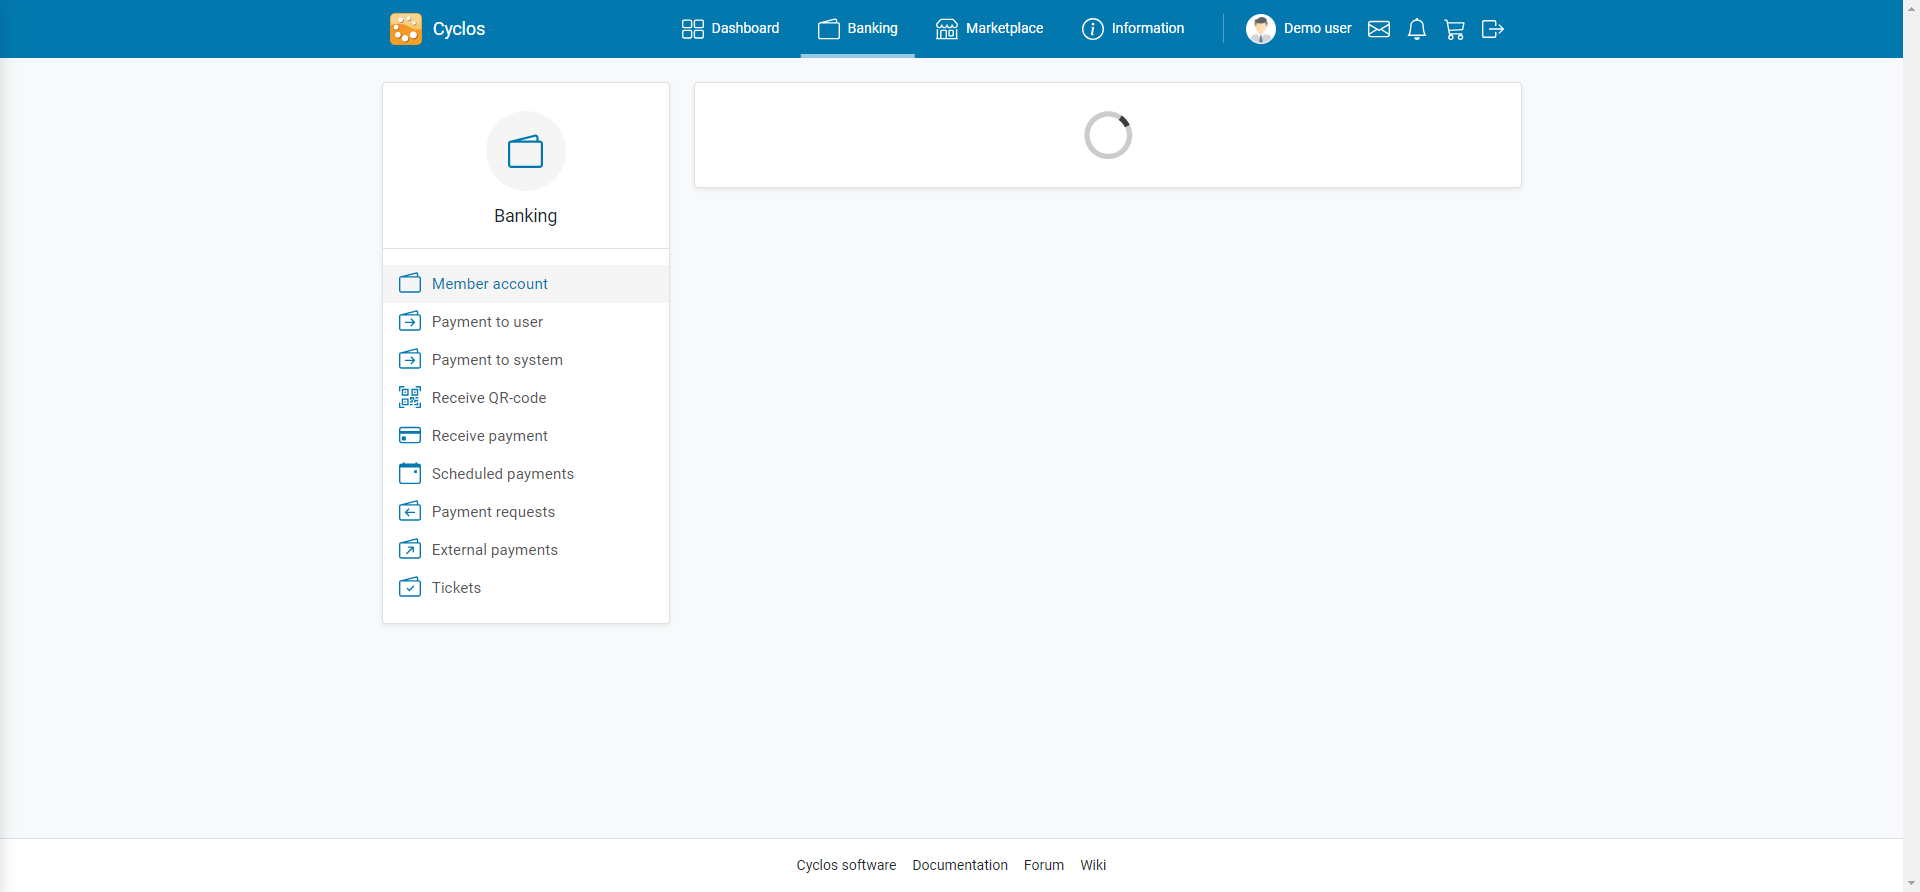 Cyclos
Dashboard
Banking
Marketplace
Information
Demo user
Banking
Member account
Payment to user
Payment to system
Receive QR-code
Receive payment
Scheduled payments
Payment requests
External payments
Tickets
Cyclos software
Documentation
Forum
Wiki